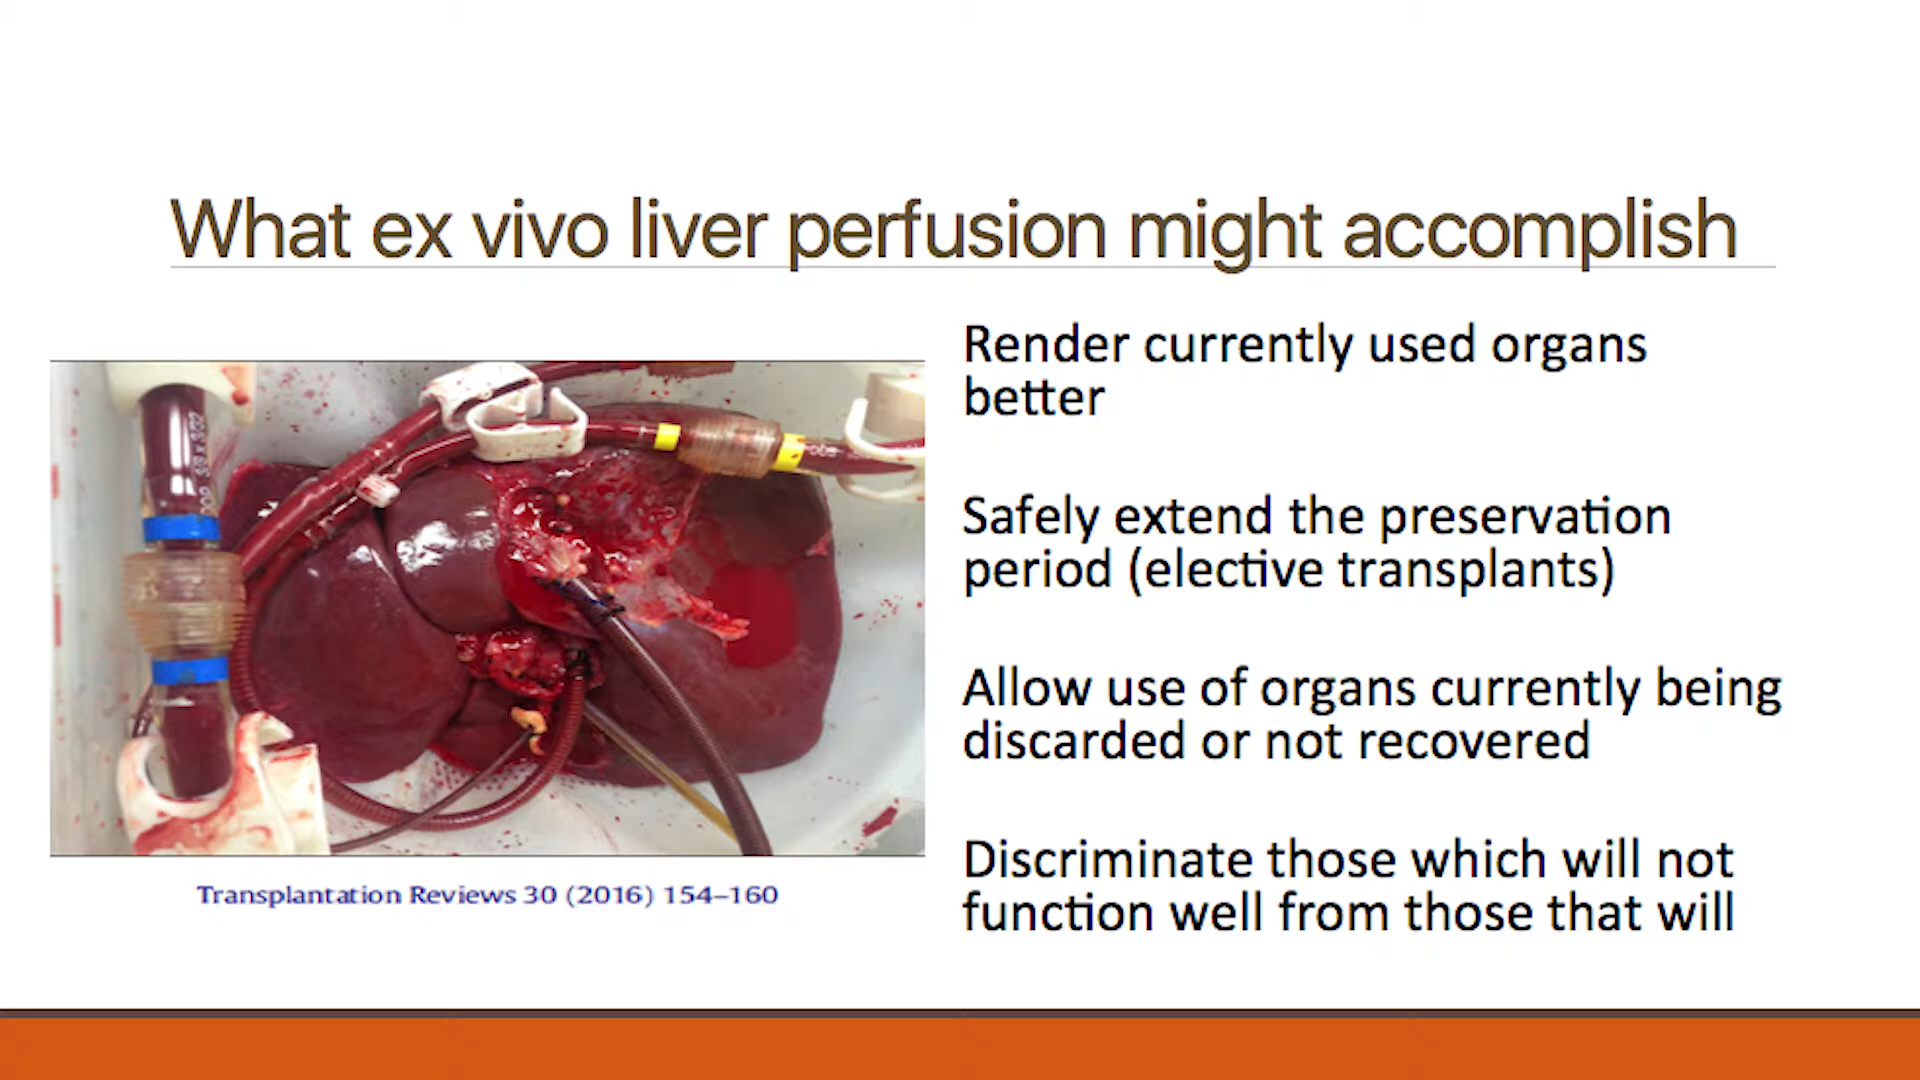 What ex vivo liver perfusion might accomplish
Render currently used organs
better
Safely extend the preservation
period (elective transplants)
Allow use of organs currently being
discarded or not recovered
Discriminate those which will not
function well from those that will
Transplantation Reviews 30 (2016) 154–160